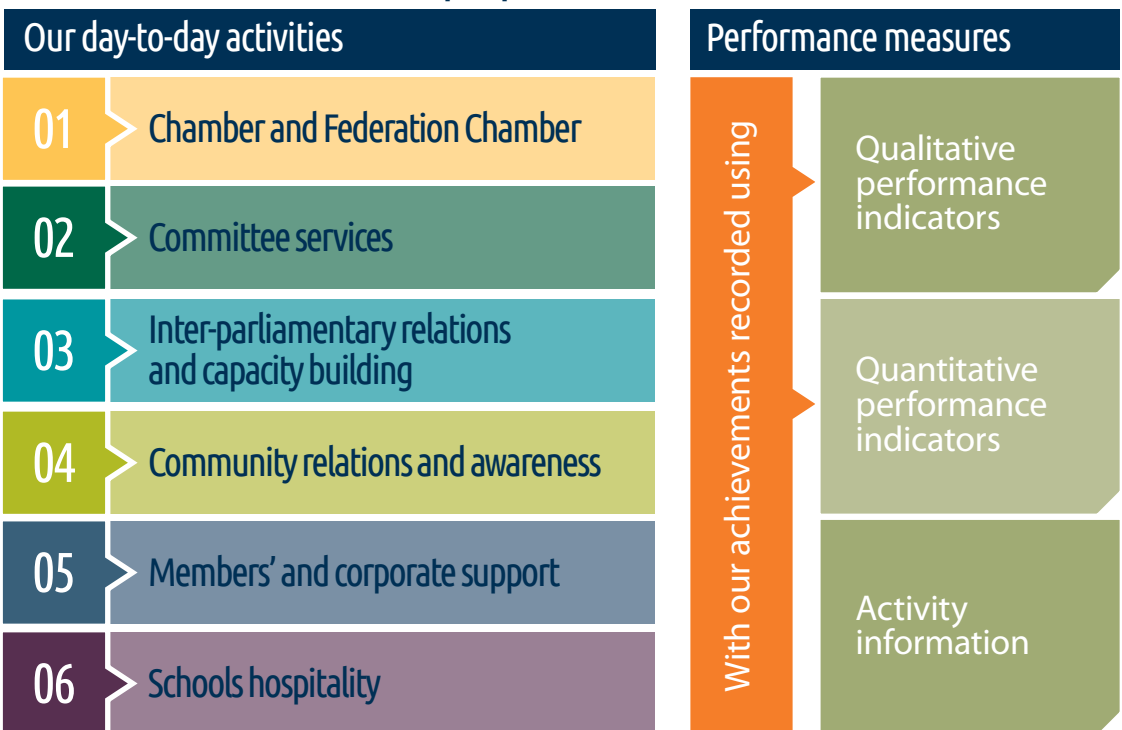 Our day-to-day activities
01
Chamber and Federation Chamber
02
Committee services
03
Inter-parliamentary relations
and capacity building
04
Community relations and awareness
05
Members’ and corporate support
06
Schools hospitality
Performance measures
With our achievements recorded using
Qualitative
performance
indicators
Quantitative
performance
indicators
Activity
information